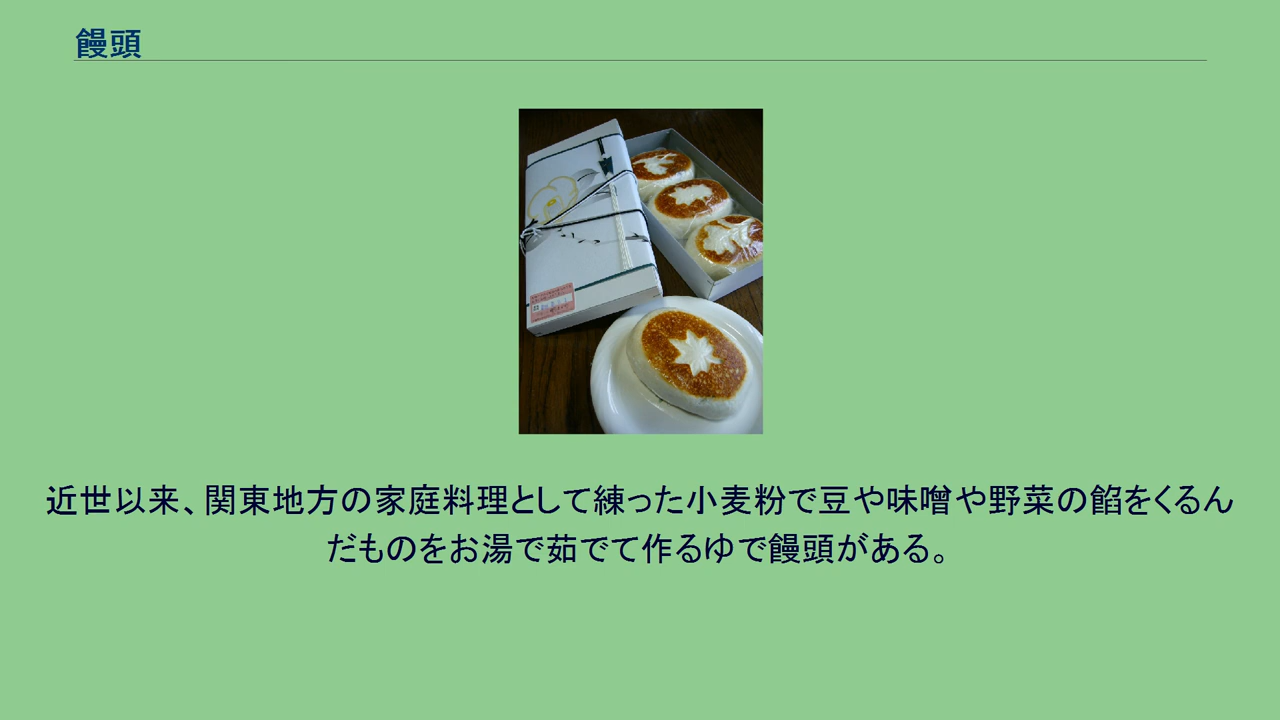 饅頭
近世以来、関東地方の家庭料理として練った小麦粉で豆や味噌や野菜の餡をくるん
だものをお湯で茹でて作るゆで饅頭がある。